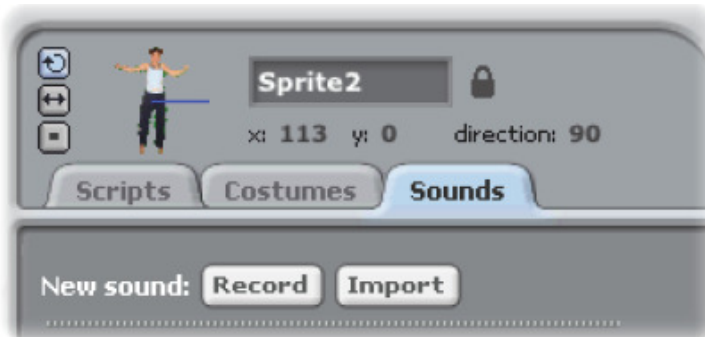 Sprite2
x: 113 y: 0 direction: 90
Scripts Costumes Sounds
New sound: Record Import